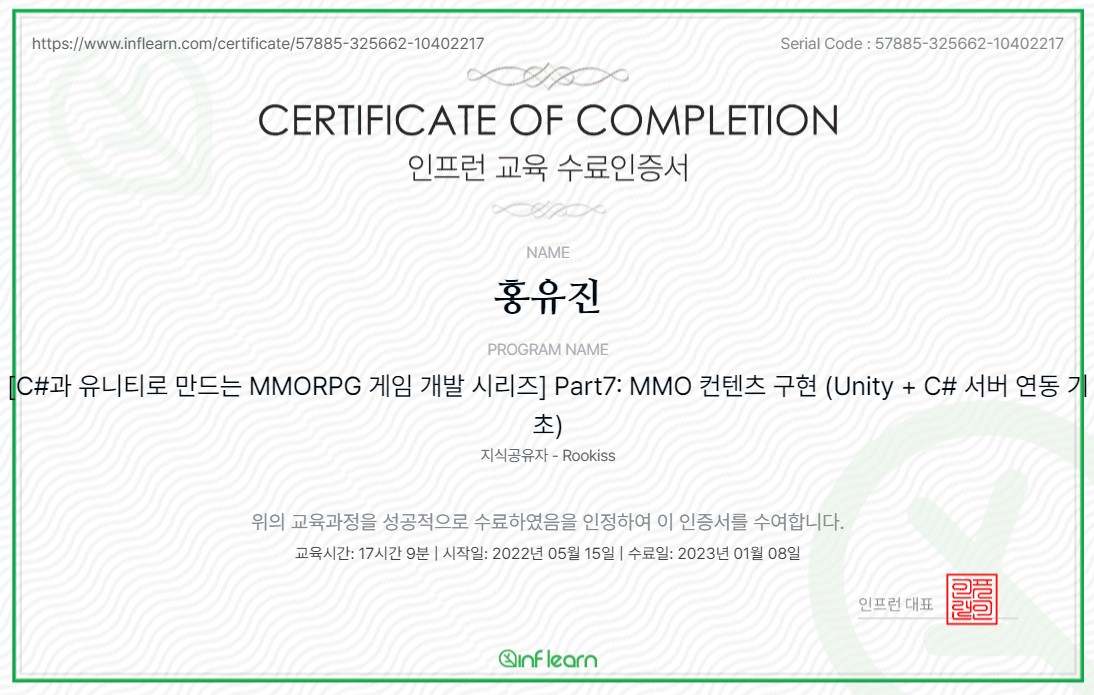 https://www.inflearn.com/certificate/57885-325662-10402217
Serial Code : 57885-325662-10402217
CERTIFICATE OF COMPLETION
인프런 교육 수료인증서
NAME
홍유진
PROGRAM NAME
[C#과 유니티로 만드는 MMORPG 게임 개발 시리즈] Part7: MMO 컨텐츠 구현 (Unity + C# 서버 연동 기
초)
지식공유자 - Rookiss
위의 교육과정을 성공적으로 수료하였음을 인정하여 이 인증서를 수여합니다.
교육시간: 17시간 9분 | 시작일: 2022년 05월 15일 | 수료일: 2023년 01월 08일
인프런 대표
인프
런인
inflearn